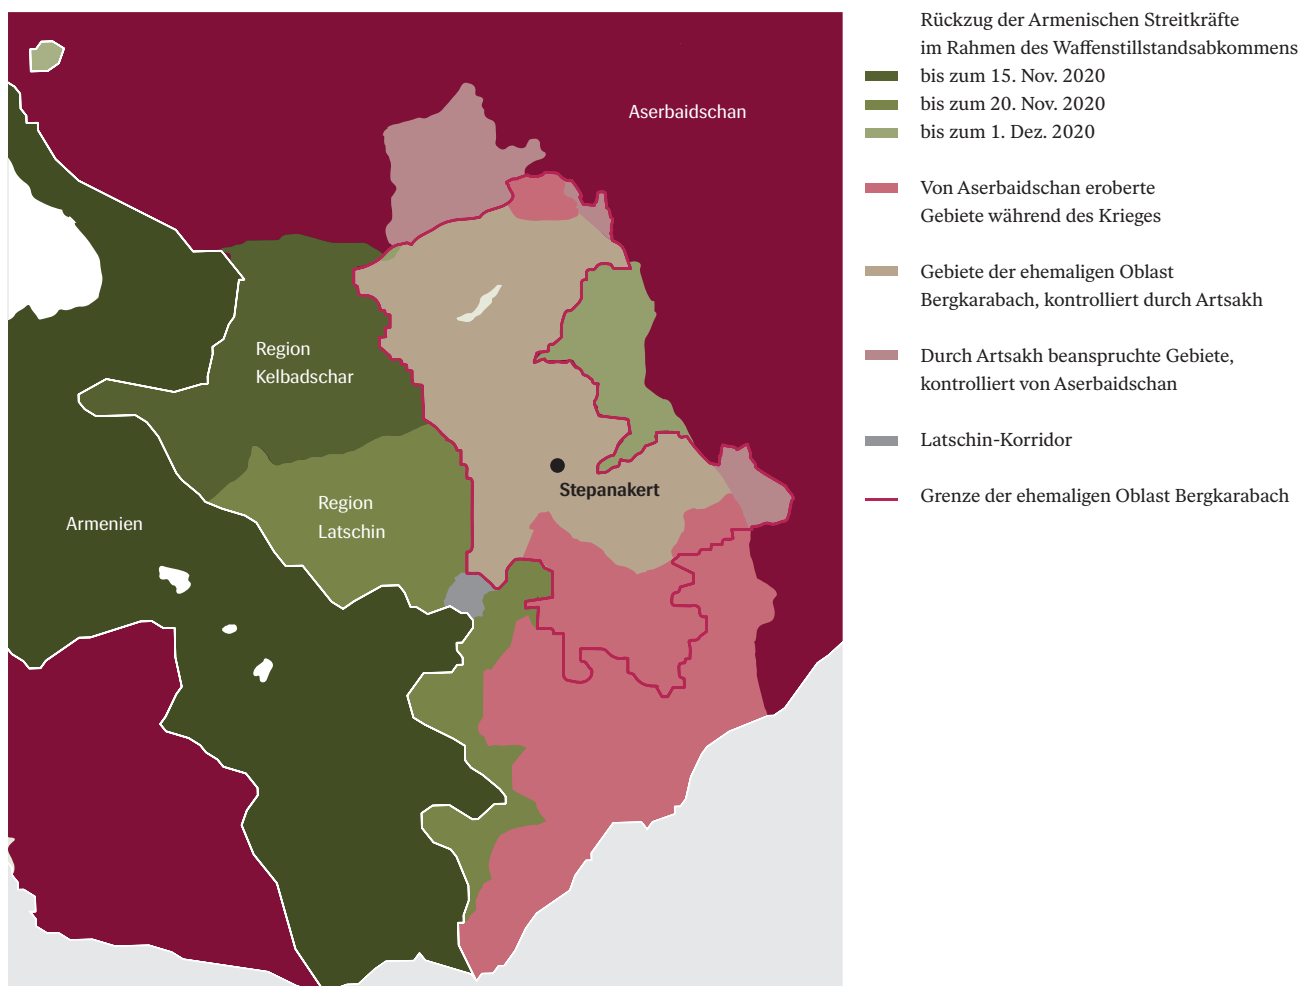 Aserbaidschan
Region
Kelbadschar
Region
Latschin
Stepanakert
Armenien
Rückzug der Armenischen Streitkräfte
im Rahmen des Waffenstillstandsabkommens
bis zum 15. Nov. 2020
bis zum 20. Nov. 2020
bis zum 1. Dez. 2020
Von Aserbaidschan eroberte
Gebiete während des Krieges
Gebiete der ehemaligen Oblast
Bergkarabach, kontrolliert durch Artsakh
Durch Artsakh beanspruchte Gebiete,
kontrolliert von Aserbaidschan
Latschin-Korridor
Grenze der ehemaligen Oblast Bergkarabach